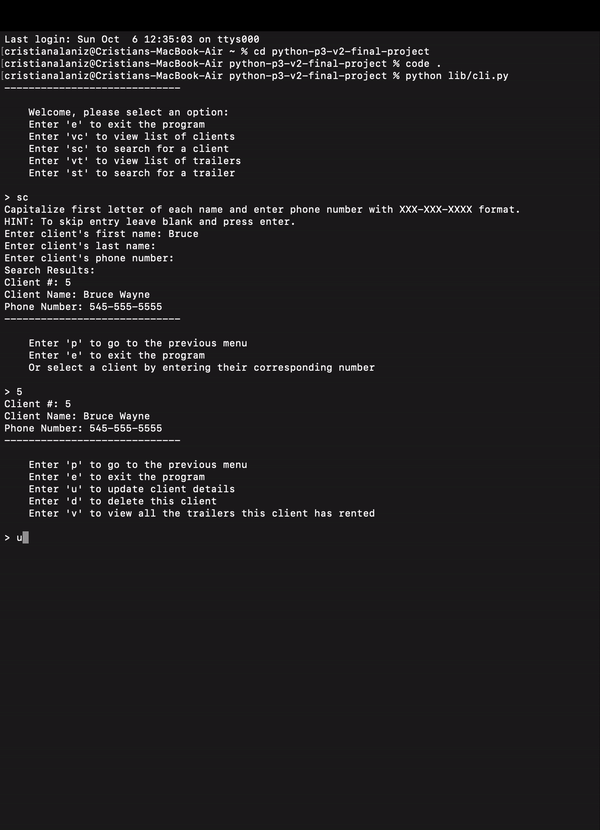 Last login: Sun Oct  6 12:35:03 on ttys000
[cristianalaniz@Cristians-MacBook-Air ~ % cd python-p3-v2-final-project
[cristianalaniz@Cristians-MacBook-Air python-p3-v2-final-project % code .
[cristianalaniz@Cristians-MacBook-Air python-p3-v2-final-project % python lib/cli.py
-----------------------------
Welcome, please select an option:
Enter 'e' to exit the program
Enter 'vc' to view list of clients
Enter 'sc' to search for a client
Enter 'vt' to view list of trailers
Enter 'st' to search for a trailer
> sc
Capitalize first letter of each name and enter phone number with XXX-XXX-XXXX format.
HINT: To skip entry leave blank and press enter.
Enter client's first name: Bruce
Enter client's last name:
Enter client's phone number:
Search Results:
Client #: 5
Client Name: Bruce Wayne
Phone Number: 545-555-5555
-----------------------------
Enter 'p' to go to the previous menu
Enter 'e' to exit the program
Or select a client by entering their corresponding number
> 5
Client #: 5
Client Name: Bruce Wayne
Phone Number: 545-555-5555
-----------------------------
Enter 'p' to go to the previous menu
Enter 'e' to exit the program
Enter 'u' to update client details
Enter 'd' to delete this client
Enter 'v' to view all the trailers this client has rented
> u